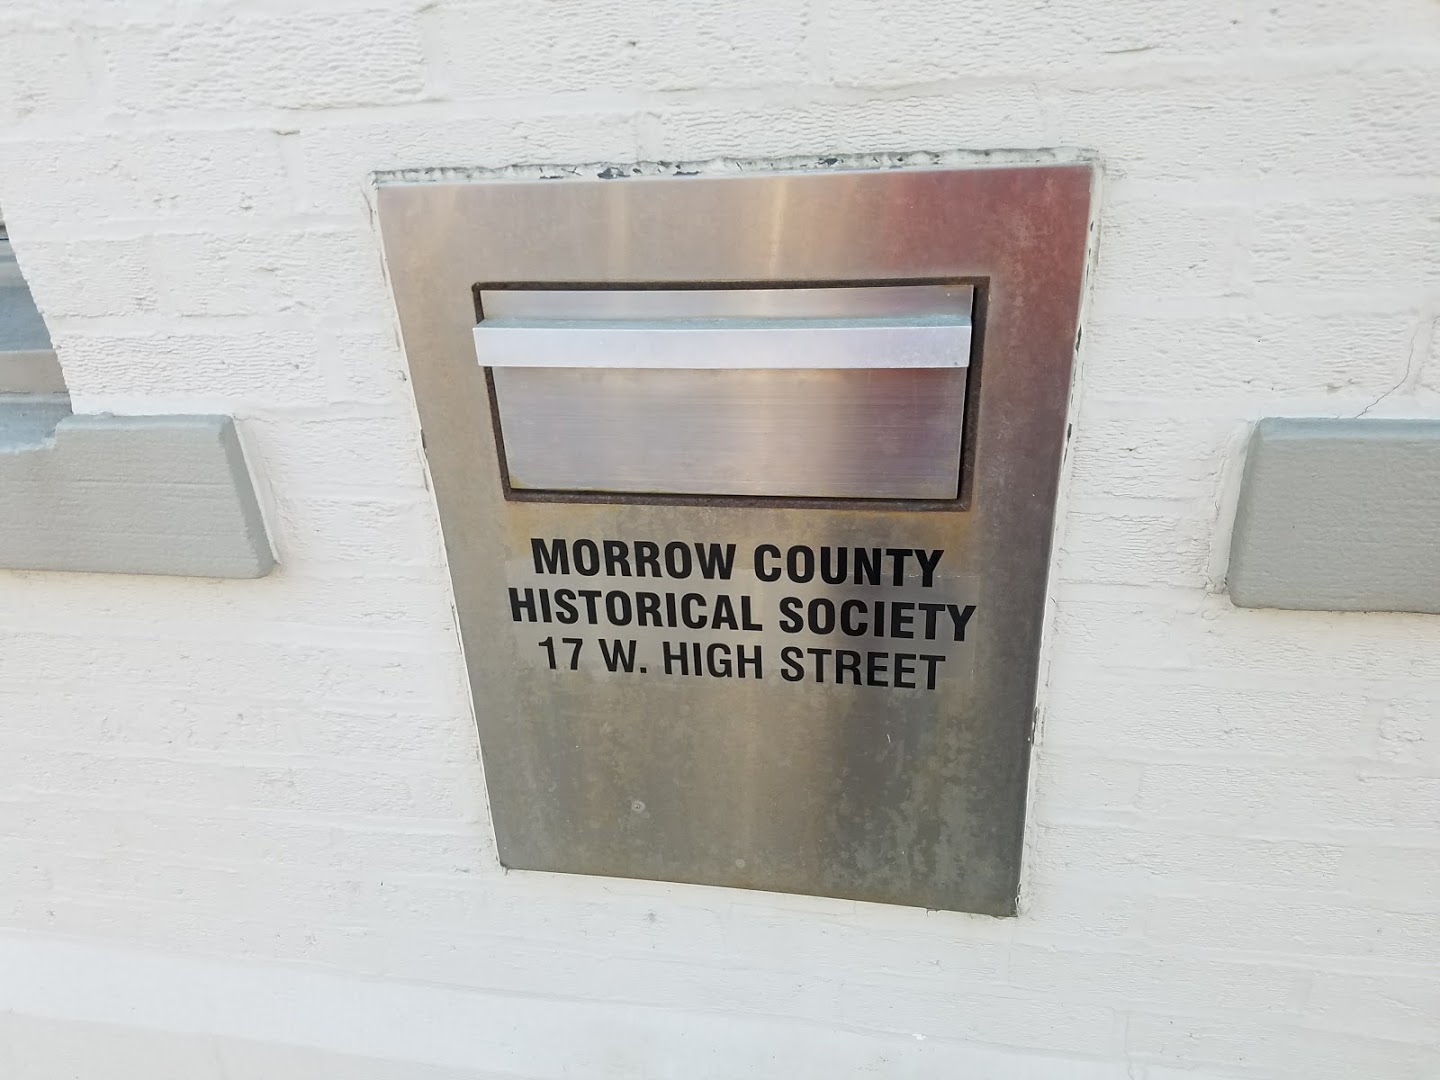 MORROW COUNTY
HISTORICAL SOCIETY
17 W. HIGH STREET